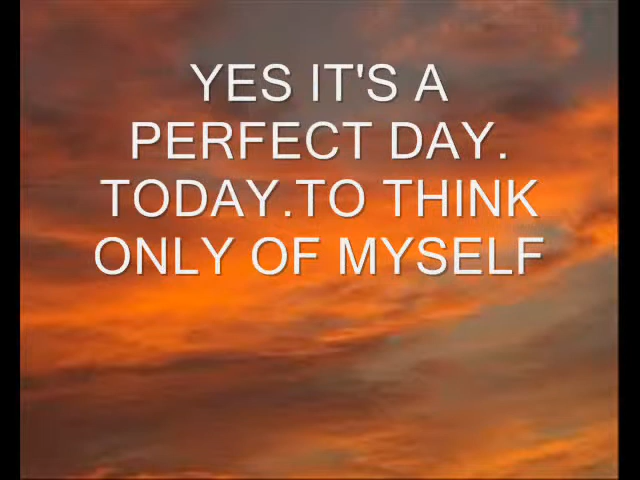 YES IT'S A
PERFECT DAY.
TODAY.TO THINK
ONLY OF MYSELF